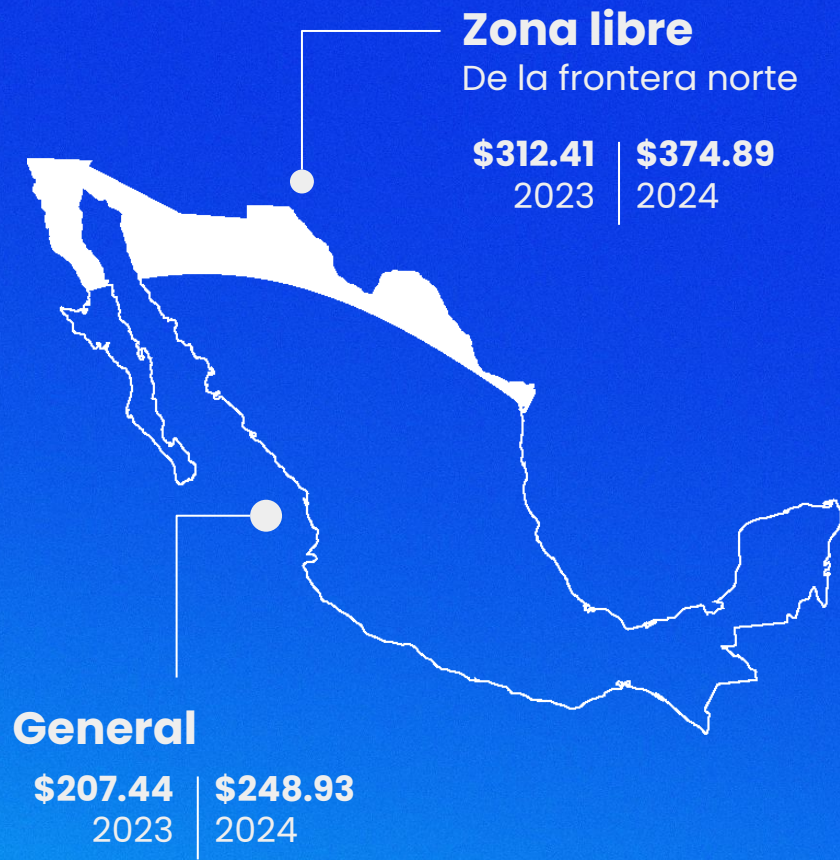 Zona libre
De la frontera norte
$312.41 $374.89
2023 2024
General
$207.44 $248.93
2023 2024